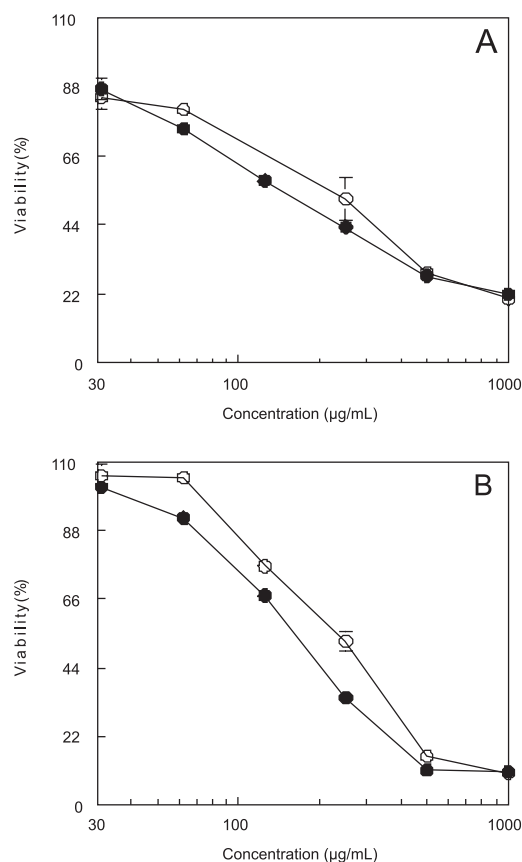 110
A
88
66
44
22
0
Viability(%)
30 100 1000
Concentration (µg/mL)
110
B
88
66
44
22
0
Viability(%)
30 100 1000
Concentration (µg/mL)